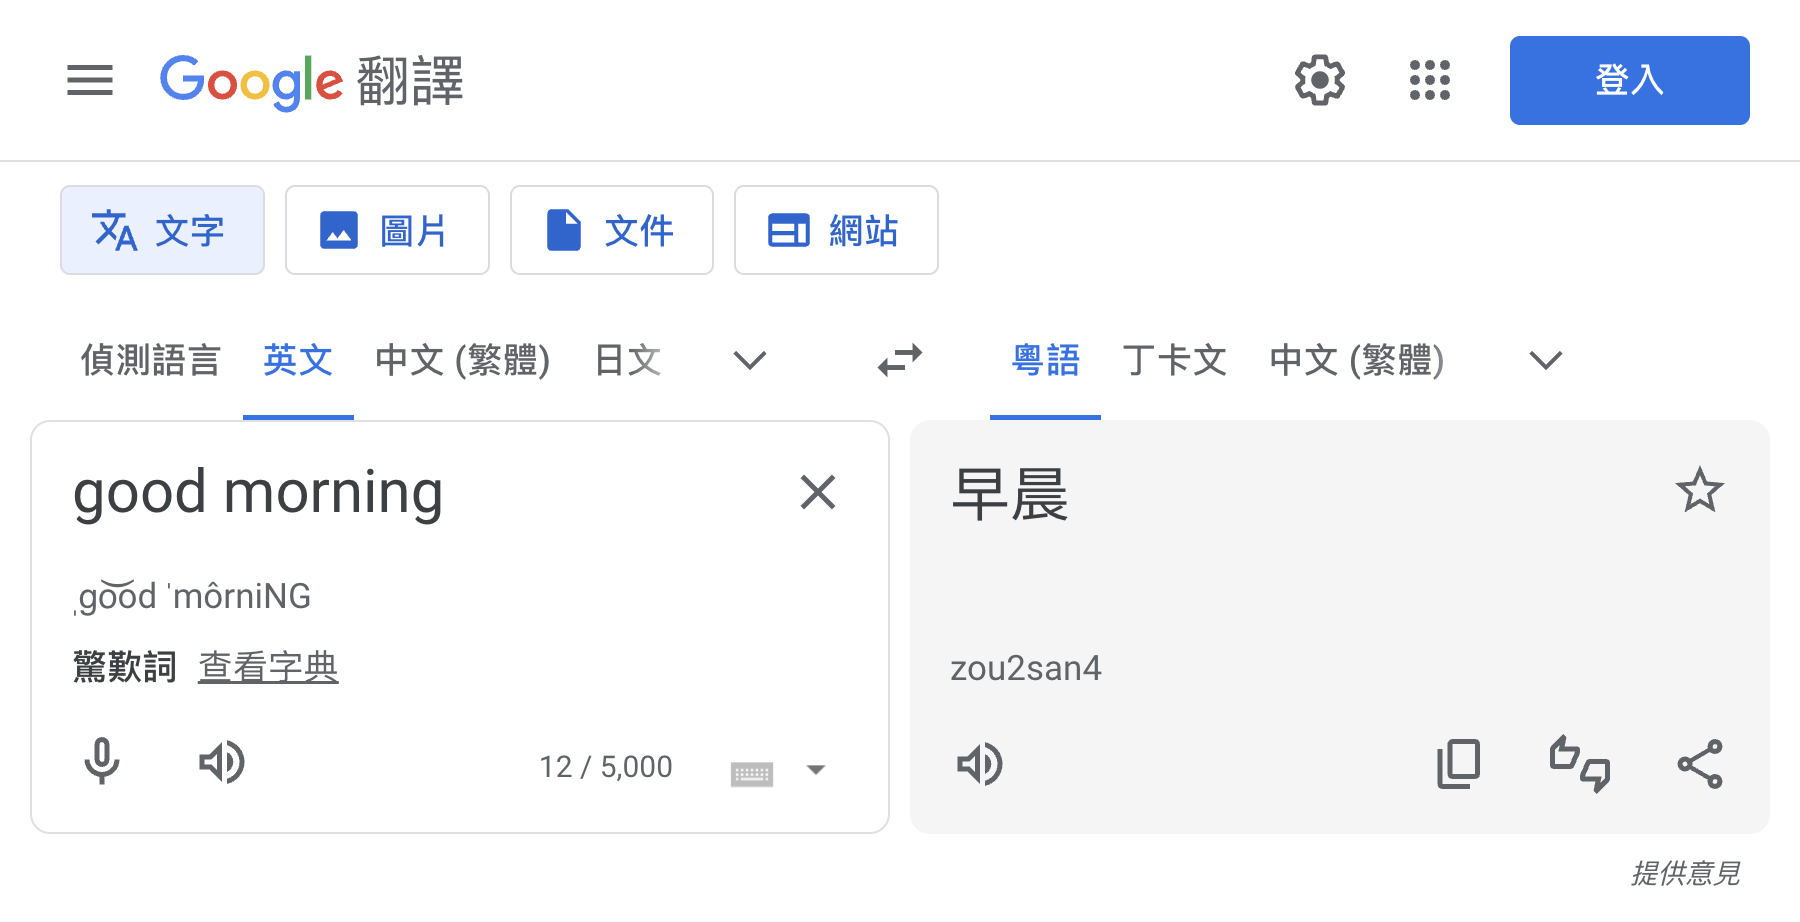 Google 翻譯
登入
文字 圖片 文件 網站
偵測語言 英文 中文 (繁體) 日文 粵語 丁卡文 中文 (繁體)
good morning
早晨
ˌɡo͝od ˈmôrniNG
驚歎詞 查看字典
zou2san4
12 / 5,000
提供意見